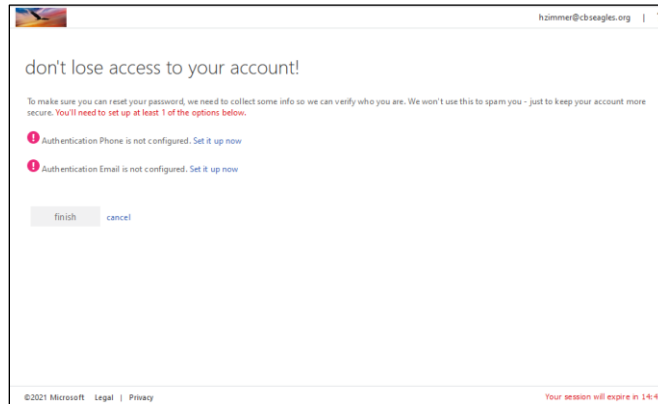 hzimmer@cbseagles.org |
don't lose access to your account!
To make sure you can reset your password, we need to collect some info so we can verify who you are. We won't use this to spam you - just to keep your account more
secure. You'll need to set up at least 1 of the options below.
! Authentication Phone is not configured. Set it up now
! Authentication Email is not configured. Set it up now
finish cancel
©2021 Microsoft Legal | Privacy Your session will expire in 14:4